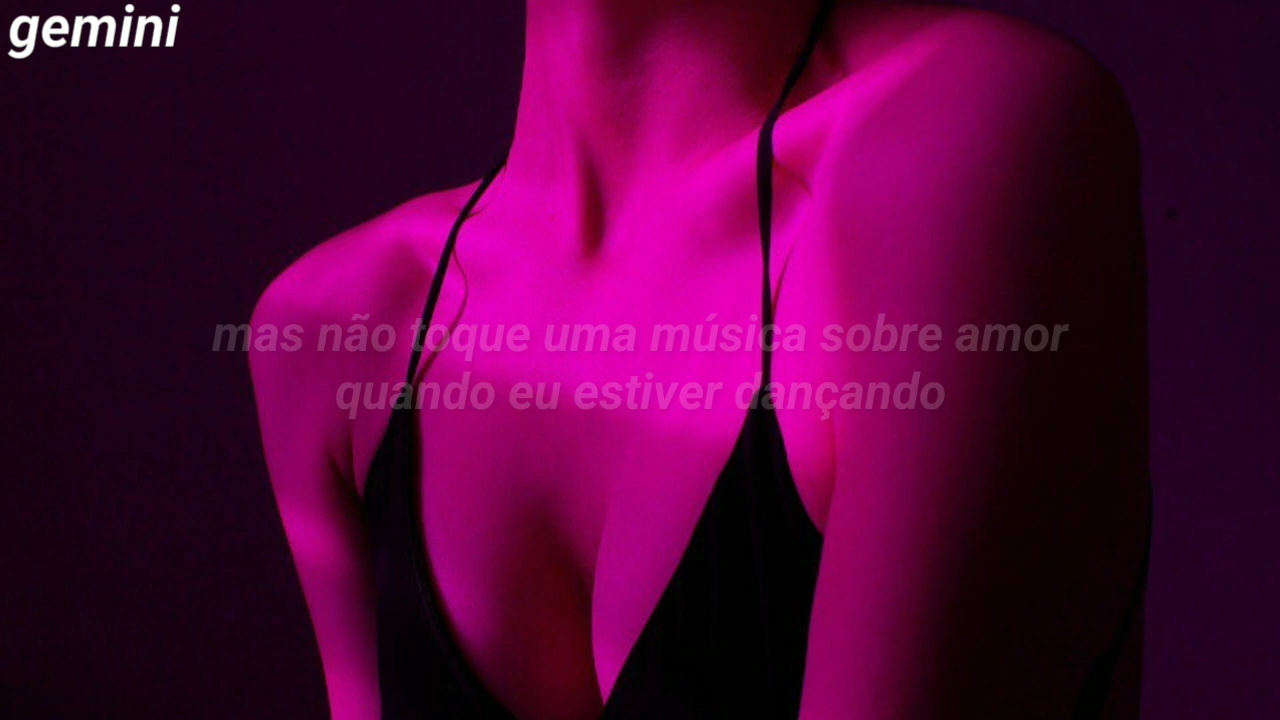 gemini
mas não toque uma música sobre amor
quando eu estiver dançando